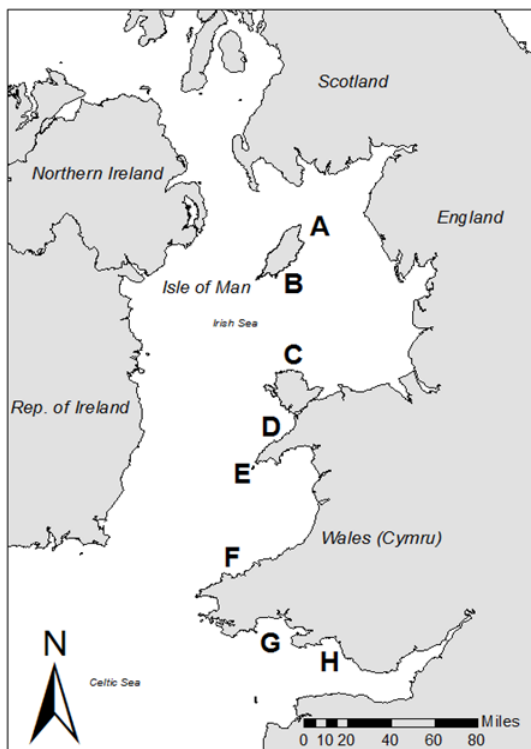 Scotland
Northern Ireland
England
A
Isle of Man
B
Irish Sea
C
Rep. of Ireland
D
E
Wales (Cymru)
F
G
H
N
Celtic Sea
Miles
0 10 20 40 60 80